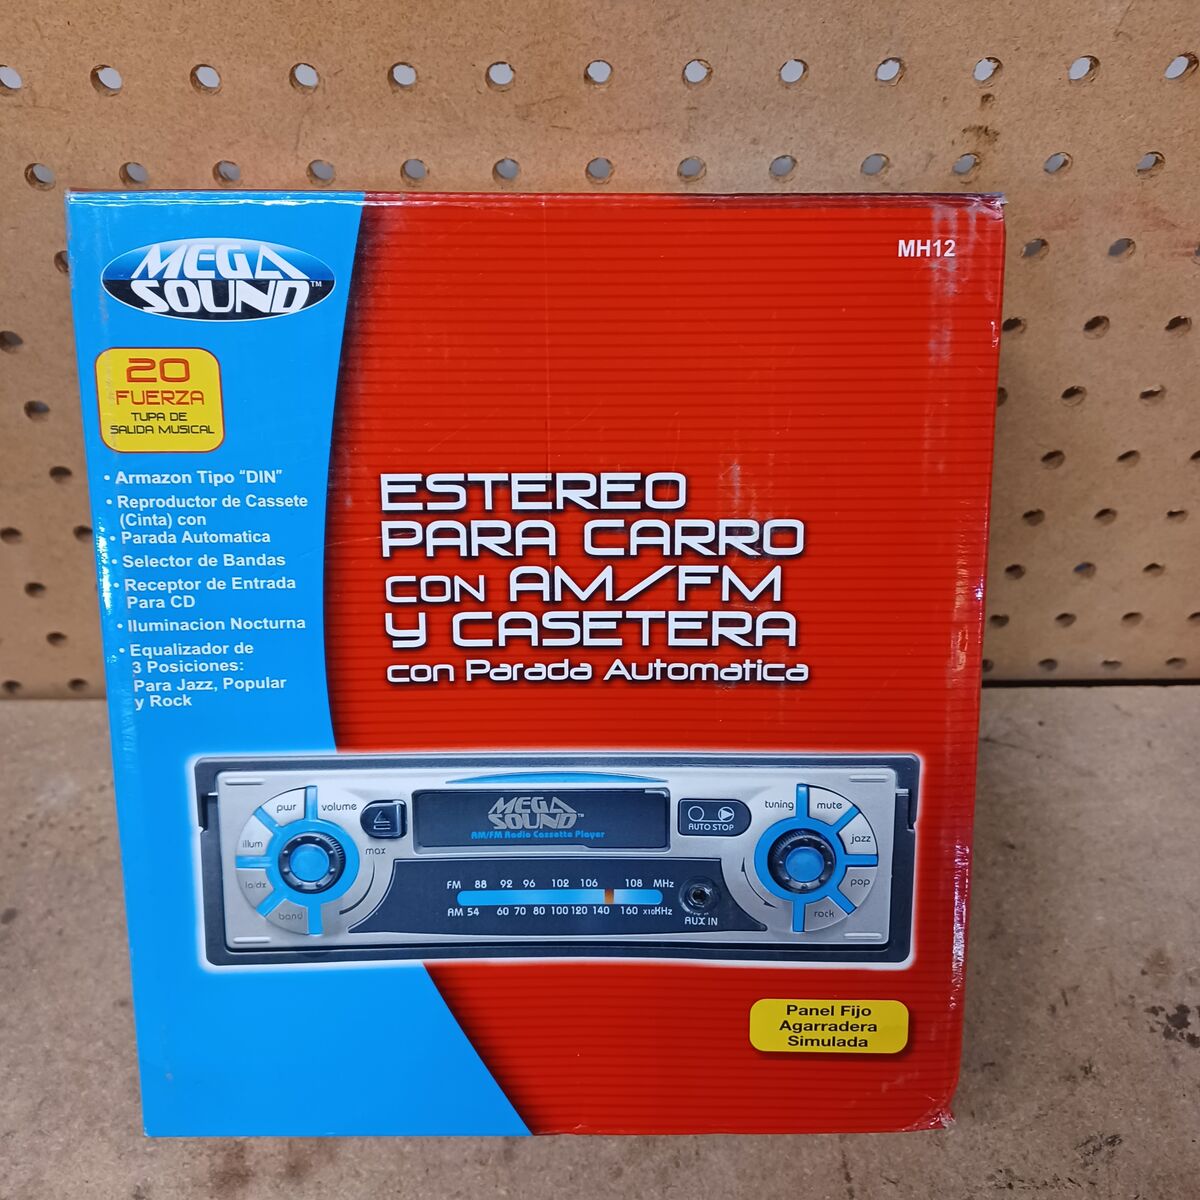 MEGA
SOUND™
MH12
20
FUERZA
TUPA DE
SALIDA MUSICAL
• Armazon Tipo “DIN”
• Reproductor de Cassete
(Cinta) con
• Parada Automatica
• Selector de Bandas
• Receptor de Entrada
Para CD
• Iluminacion Nocturna
• Equalizador de
3 Posiciones:
Para Jazz, Popular
y Rock
ESTEREO
PARA CARRO
CON AM/FM
y CASETERA
con Parada Automatica
pwr volume
illum
lo/dx
band
max
MEGA
SOUND™
AM/FM Radio Cassette Player
AUTO STOP
tuning mute
jazz
pop
rock
FM 88 92 96 102 106 108 MHz
AM 54 60 70 80 100 120 140 160 x10KHz
AUX IN
Panel Fijo
Agarradera
Simulada